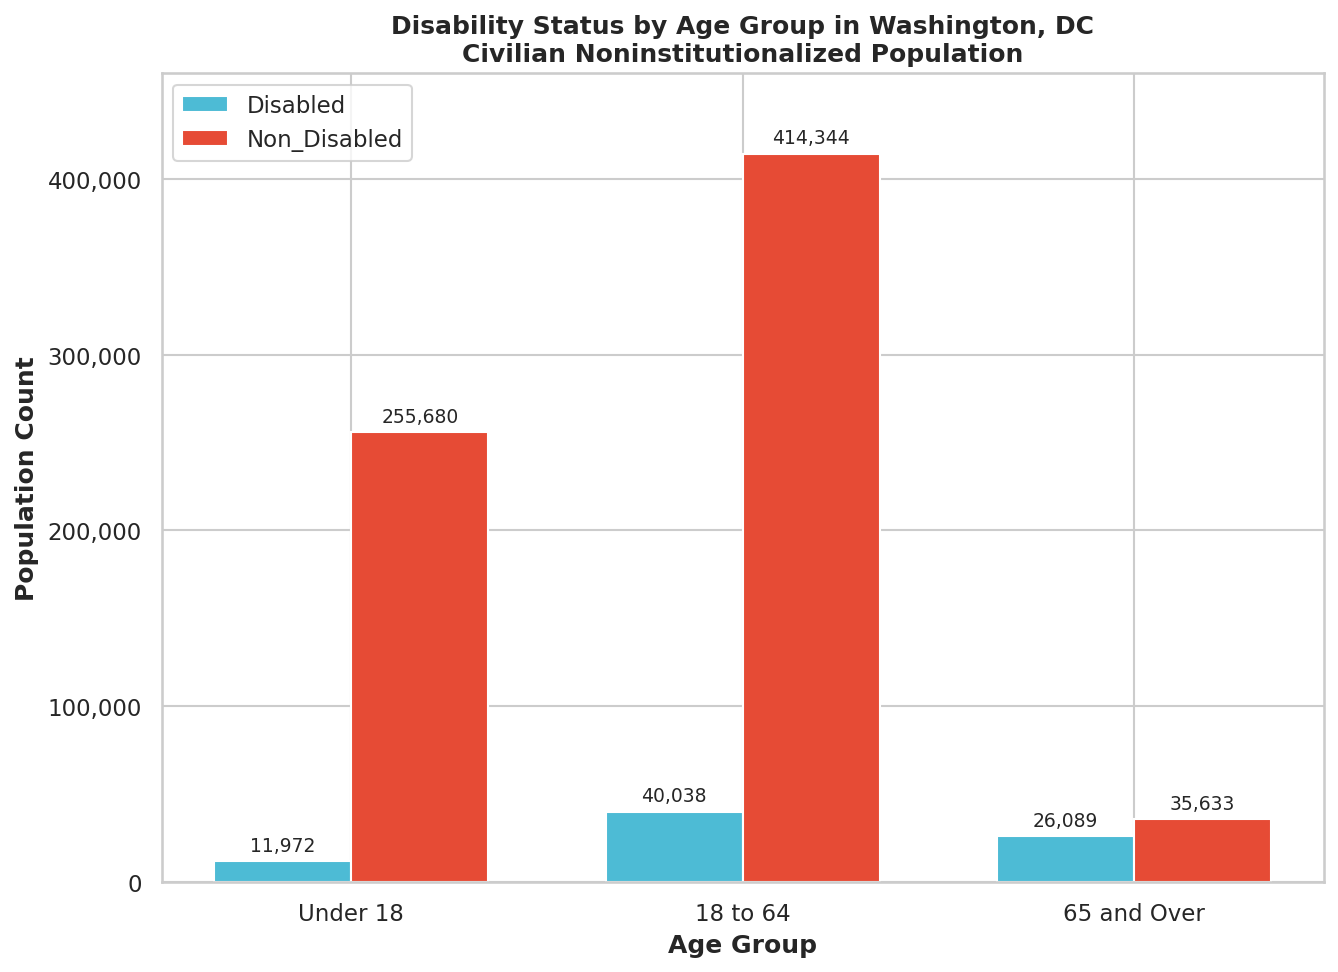 Disability Status by Age Group in Washington, DC
Civilian Noninstitutionalized Population
Disabled
Non_Disabled
Population Count
400,000
300,000
200,000
100,000
0
11,972
255,680
40,038
414,344
26,089
35,633
Under 18
18 to 64
65 and Over
Age Group